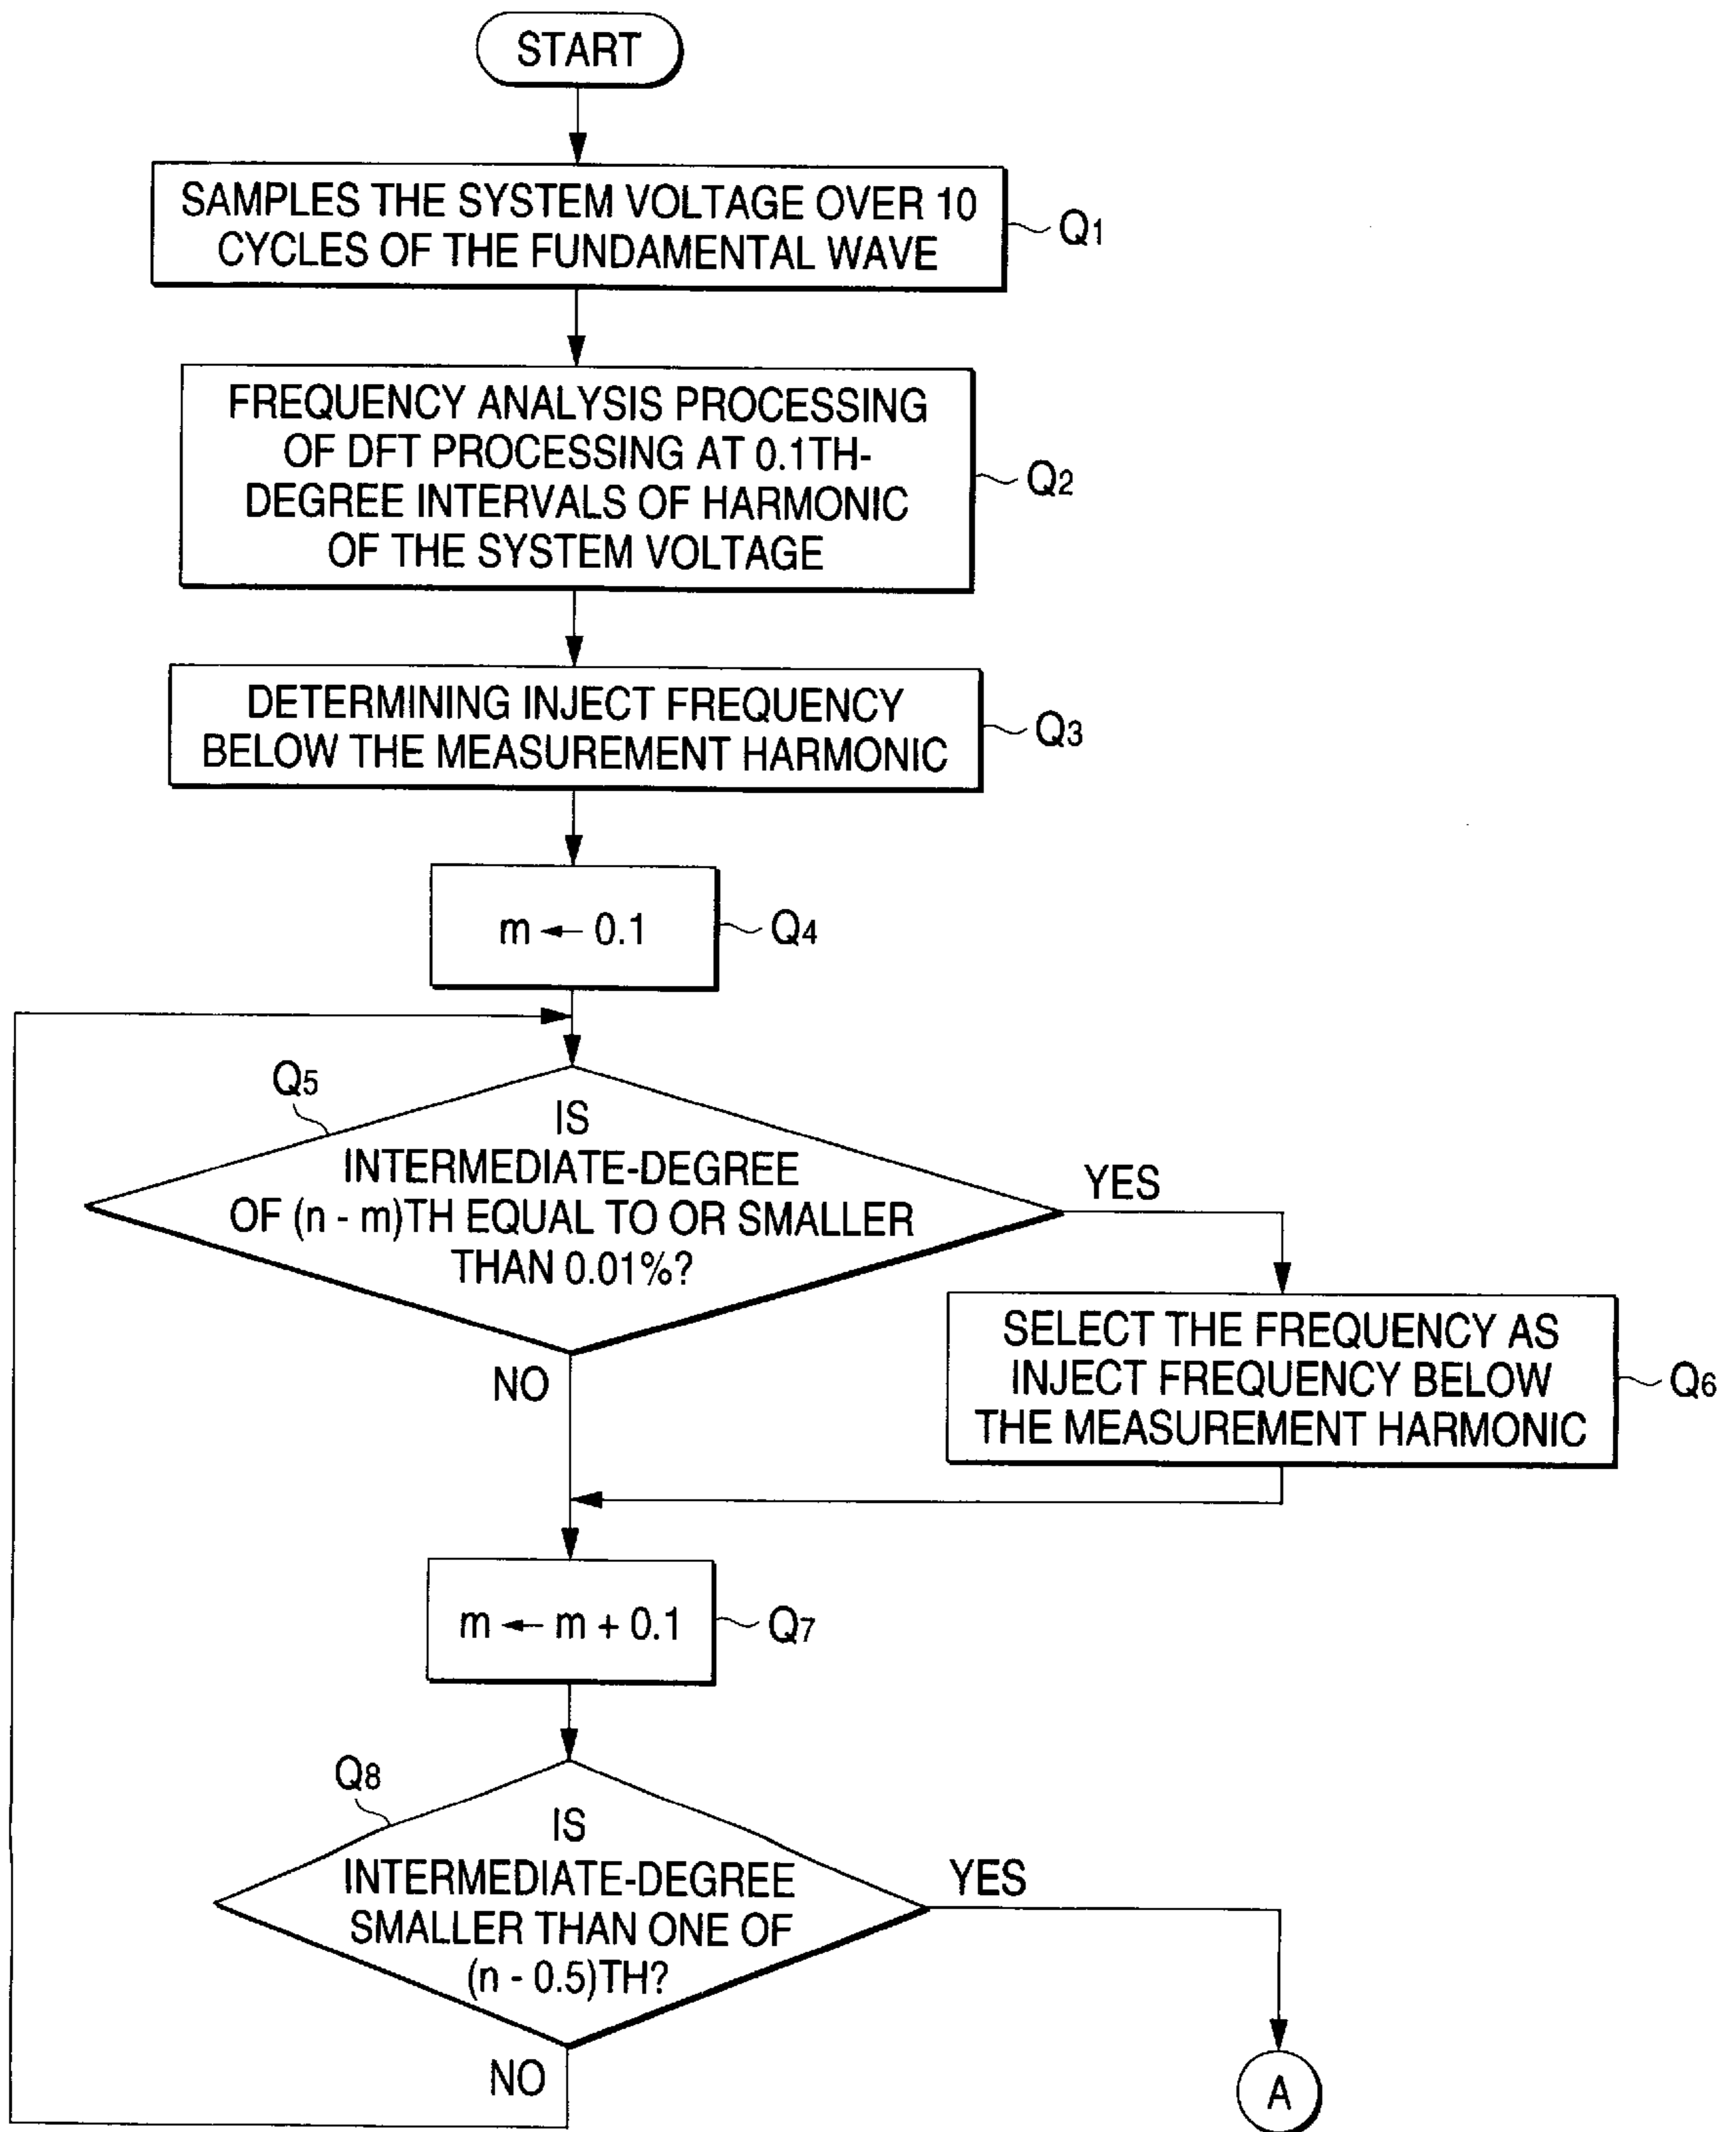 START
SAMPLES THE SYSTEM VOLTAGE OVER 10
CYCLES OF THE FUNDAMENTAL WAVE
Q1
FREQUENCY ANALYSIS PROCESSING
OF DFT PROCESSING AT 0.1TH-
DEGREE INTERVALS OF HARMONIC
OF THE SYSTEM VOLTAGE
Q2
DETERMINING INJECT FREQUENCY
BELOW THE MEASUREMENT HARMONIC
Q3
m ← 0.1
Q4
Q5
IS
INTERMEDIATE-DEGREE
OF (n - m)TH EQUAL TO OR SMALLER
THAN 0.01%?
YES
NO
SELECT THE FREQUENCY AS
INJECT FREQUENCY BELOW
THE MEASUREMENT HARMONIC
Q6
m ← m + 0.1
Q7
Q8
IS
INTERMEDIATE-DEGREE
SMALLER THAN ONE OF
(n - 0.5)TH?
YES
NO
A